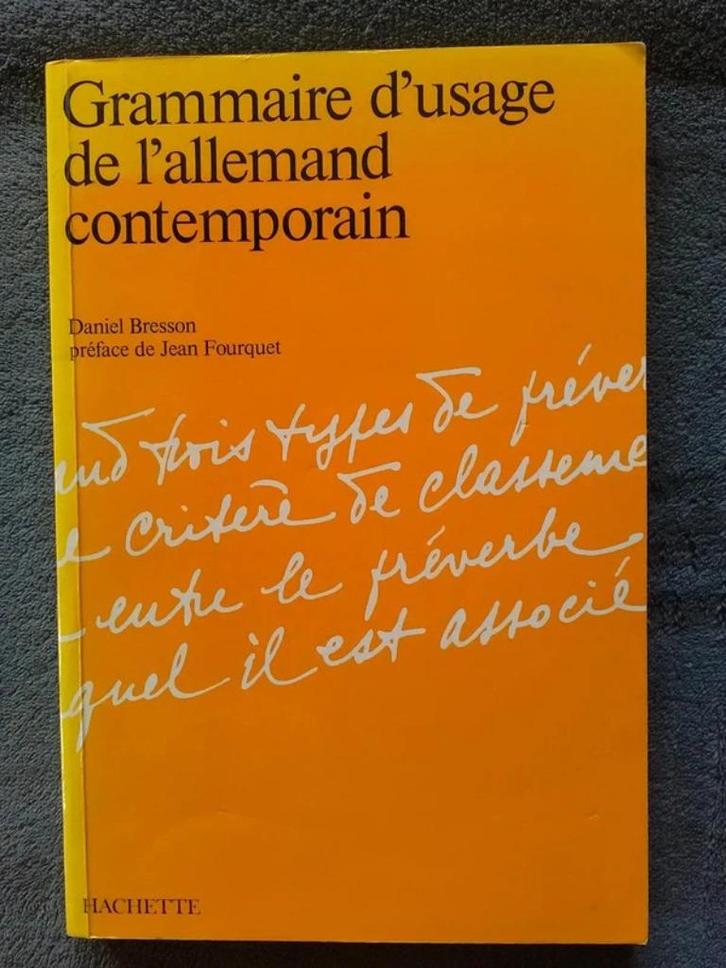 Grammaire d'usage
de l'allemand
contemporain
Daniel Bresson
préface de Jean Fourquet
and trois types de préver
e critère de classeme
entre le préverbe
quel il est associé
HACHETTE